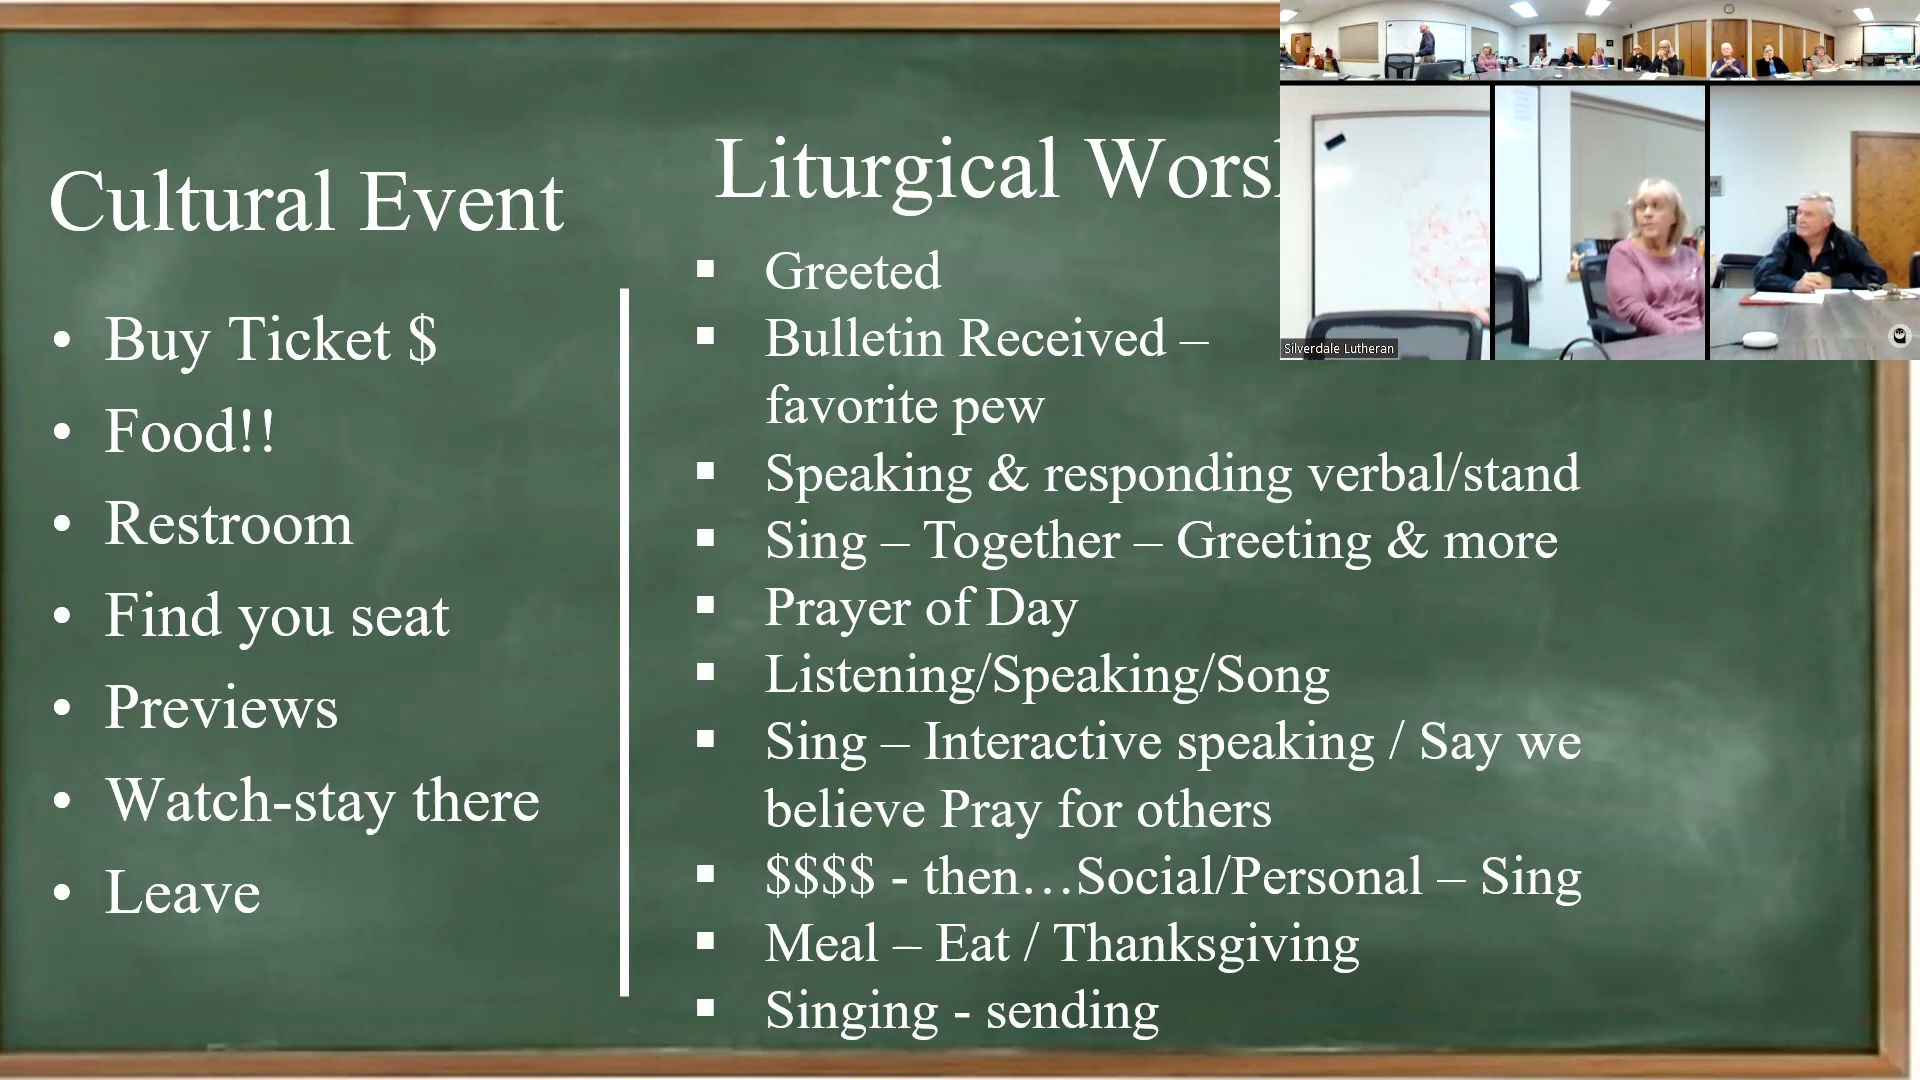 Cultural Event
Buy Ticket $
Food!!
Restroom
Find you seat
Previews
Watch-stay there
Leave
Liturgical
Greeted
Bulletin Received –
favorite pew
Speaking & responding verbal/stand
Sing – Together – Greeting & more
Prayer of Day
Listening/Speaking/Song
Sing – Interactive speaking / Say we
believe Pray for others
$$$$ - then…Social/Personal – Sing
Meal – Eat / Thanksgiving
Singing - sending
Silverdale Lutheran